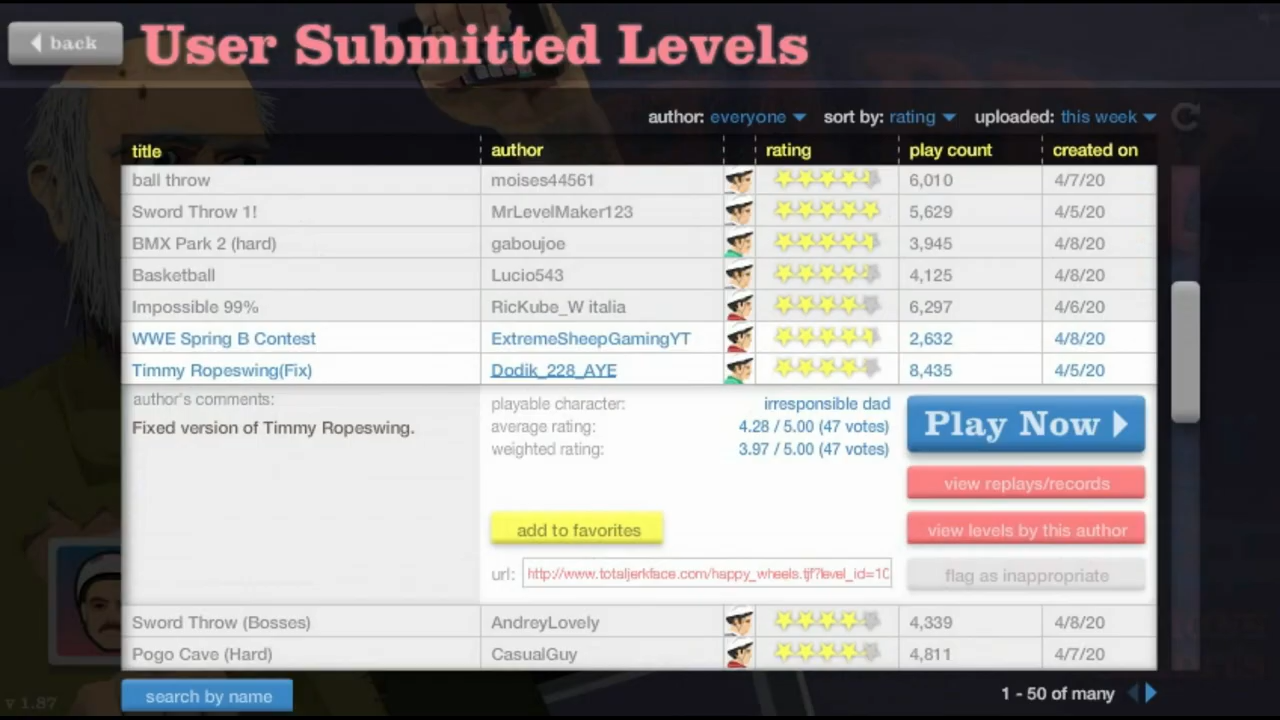 back
User Submitted Levels
author: everyone sort by: rating uploaded: this week
title author rating play count created on
ball throw moises44561 6,010 4/7/20
Sword Throw 1! MrLevelMaker123 5,629 4/5/20
BMX Park 2 (hard) gaboujoe 3,945 4/8/20
Basketball Lucio543 4,125 4/8/20
Impossible 99% RicKube_W italia 6,297 4/6/20
WWE Spring B Contest ExtremeSheepGamingYT 2,632 4/8/20
Timmy Ropeswing(Fix) Dodik_228_AYE 8,435 4/5/20
author's comments:
Fixed version of Timmy Ropeswing.
playable character: irresponsible dad
average rating: 4.28 / 5.00 (47 votes)
weighted rating: 3.97 / 5.00 (47 votes)
add to favorites
url: http://www.totaljerkface.com/happy_wheels.tjf?level_id=10
Play Now
view replays/records
view levels by this author
flag as inappropriate
Sword Throw (Bosses) AndreyLovely 4,339 4/8/20
Pogo Cave (Hard) CasualGuy 4,811 4/7/20
search by name
1 - 50 of many
v 1.87